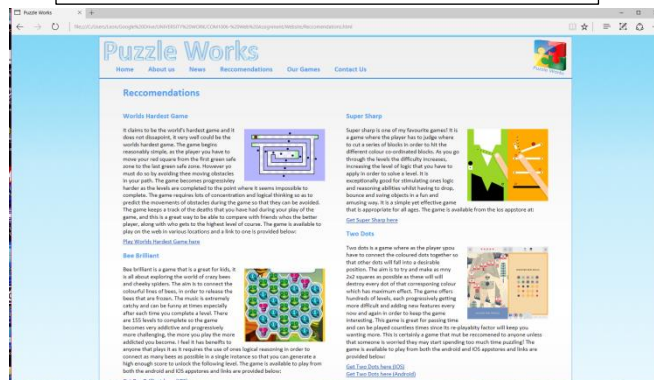 Puzzle Works
Puzzle Works
Home About us News Reccomendations Our Games Contact Us
Puzzle Works
Reccomendations
Worlds Hardest Game
It claims to be the world's hardest game and it
does not dissapoint, it very well could be the
worlds hardest game. The game begins
reasonably simple, as the player you have to
move your red square from the first green safe
zone to the last green safe zone. However yo
must do so by avoiding thee moving obstacles
in your path. The game becomes progressivley
harder as the levels are completed to the point where it seems impossible to
complete. The game requires lots of concentration and logical thinking so as to
predict the movements of obstacles during the game so that they can be avoided.
The game keeps a track of the deaths that you have had during your play of the
game, and this is a great way to be able to compare with friends whos the better
player, along with who gets to the highest level of course. The game is available to
play on the web in various locations and a link to one is provided below:
Play Worlds Hardest Game here
Bee Brilliant
Bee brilliant is a game that is a great for kids, it
is all about exploring the world of crazy bees
and cheeky spiders. The aim is to connect the
colourful lines of bees, in order to release the
bees that are frozen. The music is extremely
catchy and can be funny at times especially
after each time you complete a level. There
are 155 levels to complete so the game
becomes very addictive and progressively
more challenging, the more you play the more
addicted you become. I feel it has benefits to
anyone that plays it as it requires the use of ones logical reasoning in order to
connect as many bees as possible in a single instance so that you can generate a
high enough score to unlock the following level. The game is available to play from
both the android and IOS appstores and links are provided below:
Super Sharp
Super sharp is one of my favourite games! It is
a game where the player has to judge where
to cut a series of blocks in order to hit the
different colour co-ordinated blocks. As you go
through the levels the difficulty increases,
increasing the level of logic that you have to
apply in order to solve a level. It is
exceptionally good for stimulating ones logic
and reasoning abilities whilst having to drop,
bounce and swing objects in a fun and
amazing way. It is a simple yet effective game
that is appropriate for all ages. The game is available from the Ios appstore at:
Get Super Sharp here
Two Dots
Two dots is a game where as the player you
have to connect the coloured dots together so
that other dots will fall into a desirable
position. The aim is to try and make as many
2x2 squares as posible as there will will
destroy every dot of that correspoing colour
which has maximum effect. The game offers
hundreds of levels, each progressively getting
more difficult and adding new features every
now and again in order to keep the game
interesting. This game is great for passing time
and can be played countless times since its re-playablity factor will keep you
wanting more. This is certainly a game that mut be reccomened to anyone unless
that someone is worried they may start spending too much time puzzling! The
game is available to play from both the android and IOS appstores and links are
provided below:
Get Two Dots here (IOS)
Get Two Dots here (Android)